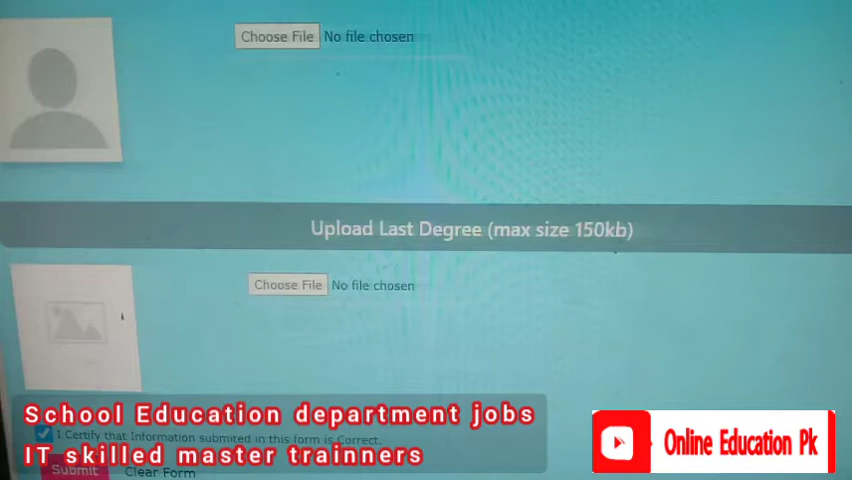 Choose File No file chosen
Upload Last Degree (max size 150kb)
Choose File No file chosen
School Education department jobs
I Certify that Information submited in this form is Correct.
IT skilled master trainners
Submit Clear Form
Online Education Pk